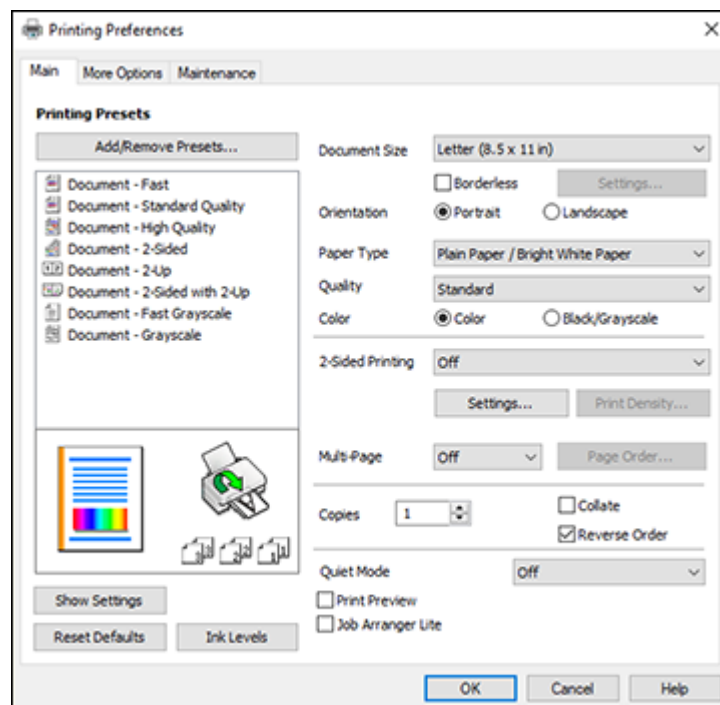 Printing Preferences
Main
More Options
Maintenance
Printing Presets
Add/Remove Presets...
Document - Fast
Document - Standard Quality
Document - High Quality
Document - 2-Sided
Document - 2-Up
Document - 2-Sided with 2-Up
Document - Fast Grayscale
Document - Grayscale
Show Settings
Reset Defaults
Ink Levels
Document Size
Letter (8.5 x 11 in)
Borderless
Settings...
Orientation
Portrait
Landscape
Paper Type
Plain Paper / Bright White Paper
Quality
Standard
Color
Color
Black/Grayscale
2-Sided Printing
Off
Settings...
Print Density...
Multi-Page
Off
Page Order...
Copies
1
Collate
Reverse Order
Quiet Mode
Off
Print Preview
Job Arranger Lite
OK
Cancel
Help